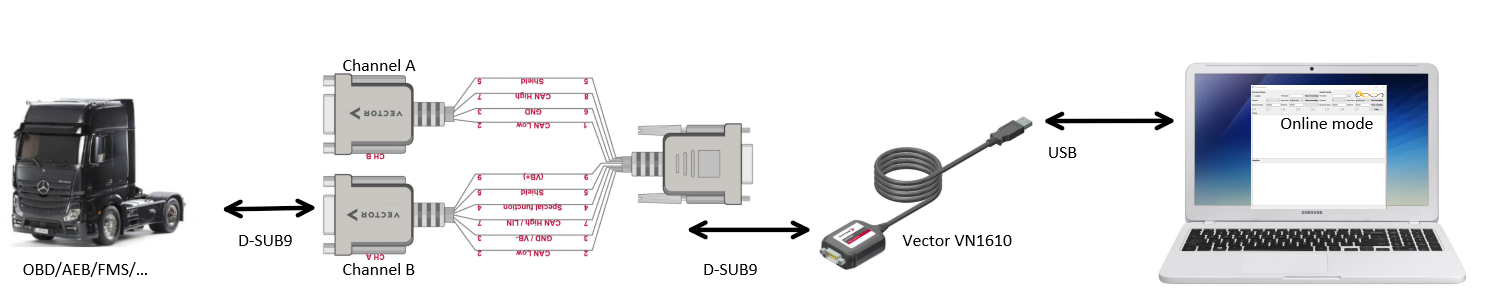 Channel A
5 Shield 5
7 CAN High 8
3 GND 6
2 CAN Low 1
VECTOR
CH B
9 (VB+) 9
5 Shield 5
4 Special function 4
7 CAN High / LIN 7
3 GND / VB- 3
2 CAN Low 2
VECTOR
CH A
Channel B
OBD/AEB/FMS/...
D-SUB9
D-SUB9
Vector VN1610
USB
Online mode
SAMSUNG